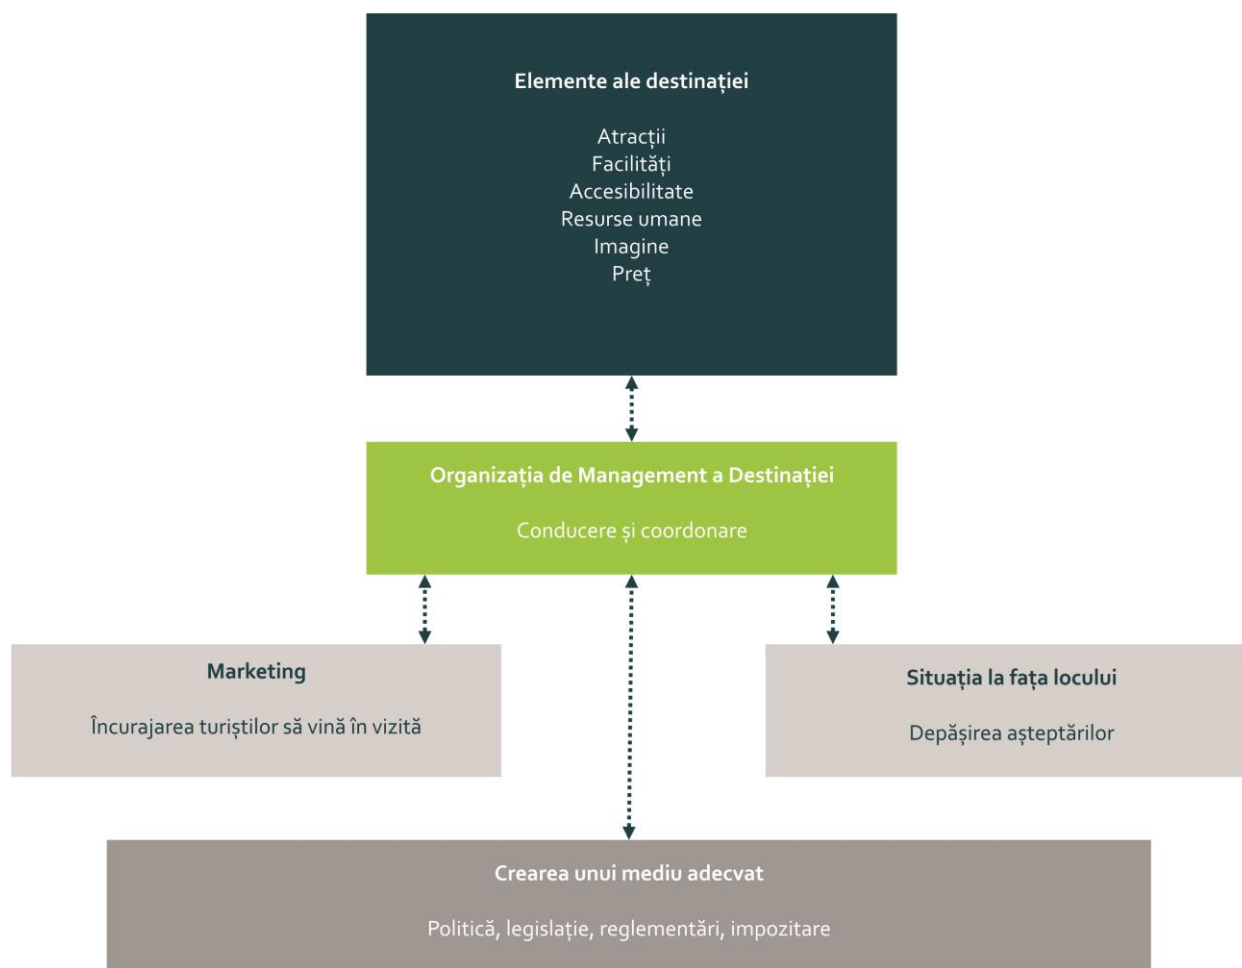 Elemente ale destinației
Atracții
Facilități
Accesibilitate
Resurse umane
Imagine
Preț
Organizația de Management a Destinației
Conducere și coordonare
Marketing
Încurajarea turiștilor să vină în vizită
Situația la fața locului
Depășirea așteptărilor
Crearea unui mediu adecvat
Politică, legislație, reglementări, impozitare